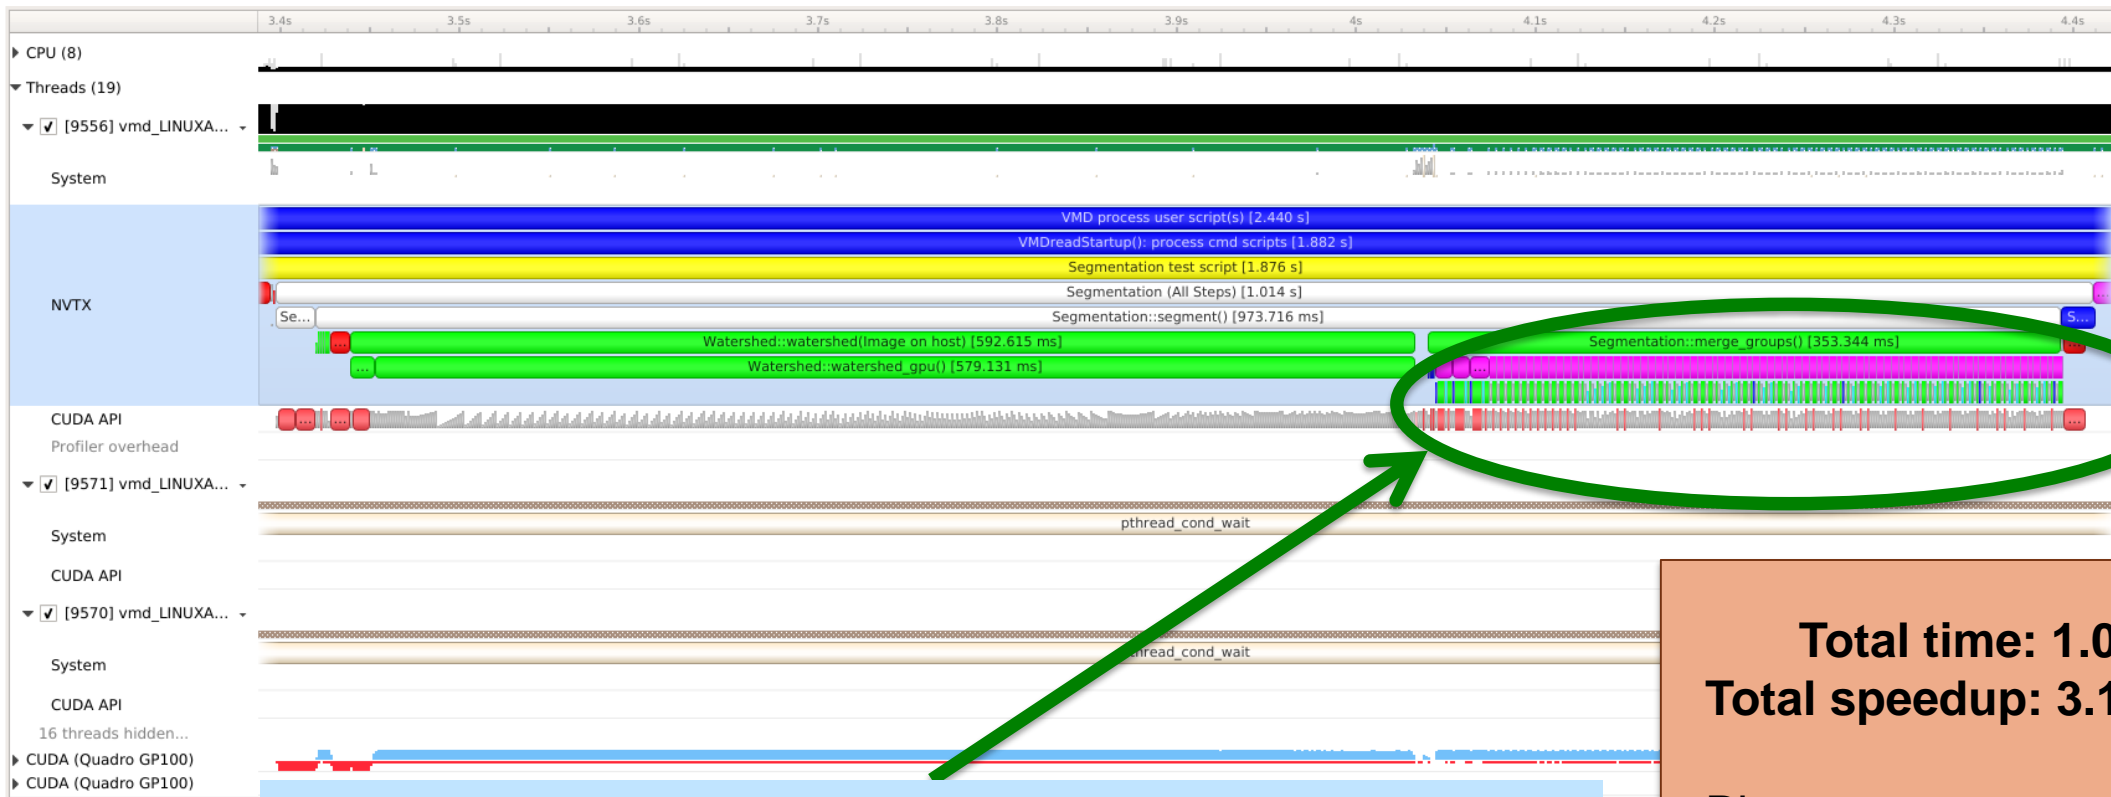 3.4s 3.5s 3.6s 3.7s 3.8s 3.9s 4s 4.1s 4.2s 4.3s 4.4s
CPU (8)
Threads (19)
[9556] vmd_LINUXA...
System
NVTX
VMD process user script(s) [2.440 s]
VMDreadStartup(): process cmd scripts [1.882 s]
Segmentation test script [1.876 s]
Segmentation (All Steps) [1.014 s] ...
Se... Segmentation::segment() [973.716 ms] S...
... Watershed::watershed(Image on host) [592.615 ms] Segmentation::merge_groups() [353.344 ms] ...
... Watershed::watershed_gpu() [579.131 ms] ...
CUDA API ... ... ... ...
Profiler overhead
[9571] vmd_LINUXA...
pthread_cond_wait
System
CUDA API
[9570] vmd_LINUXA...
System
CUDA API
16 threads hidden...
CUDA (Quadro GP100)
CUDA (Quadro GP100)
Total time: 1.0
Total speedup: 3.1